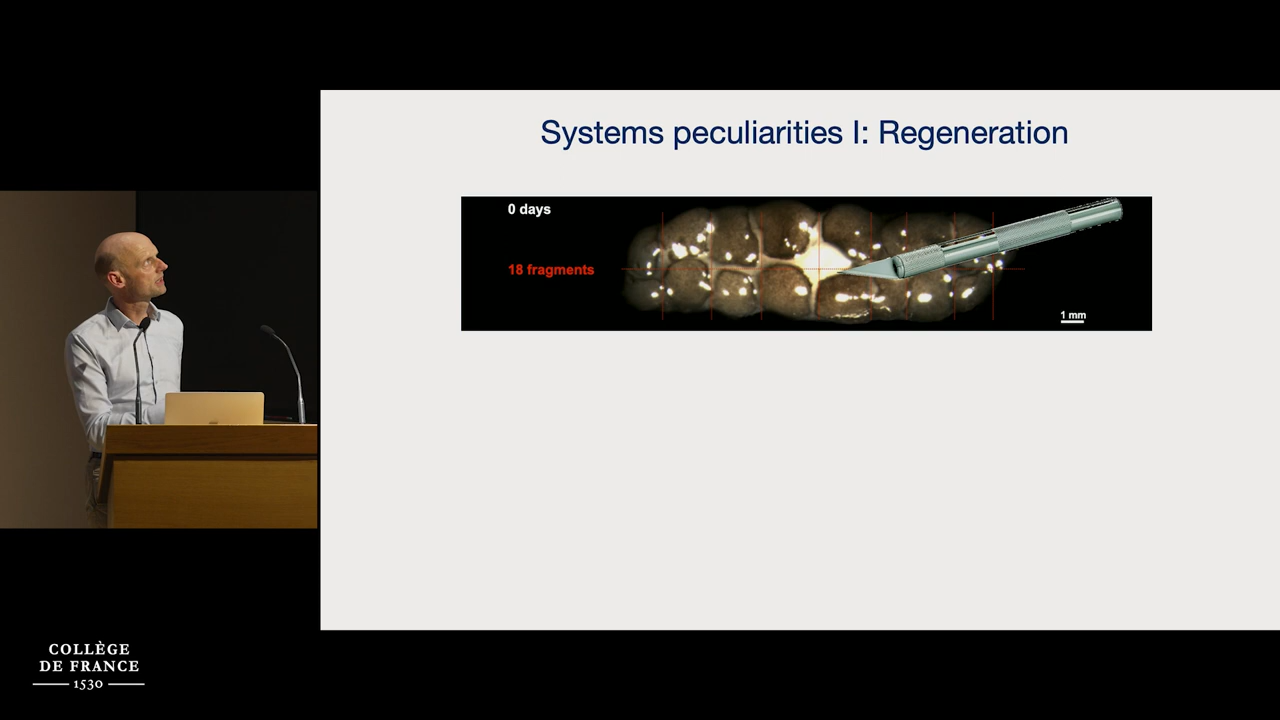 Systems peculiarities I: Regeneration
0 days
18 fragments
1 mm
COLLÈGE
DE FRANCE
1530